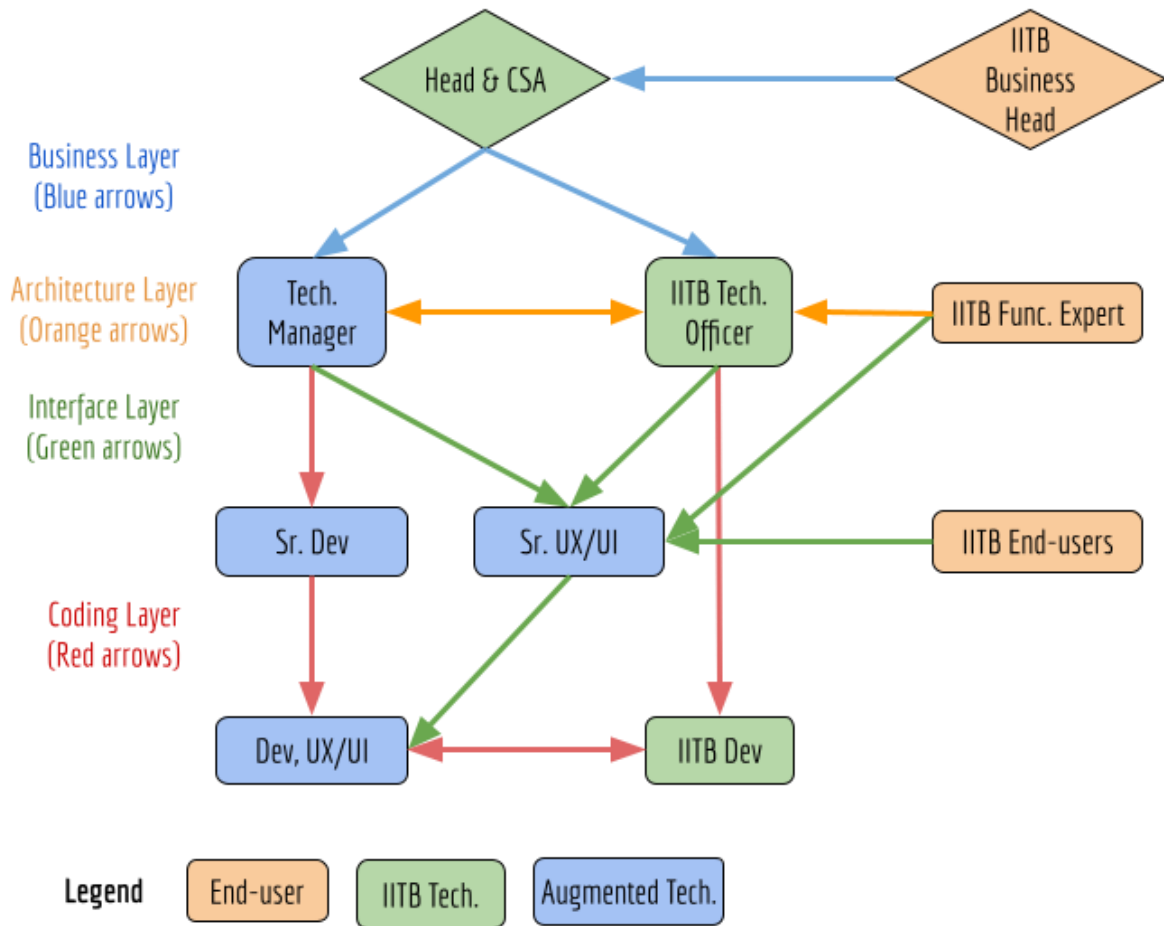 Head & CSA
IITB
Business
Head
Business Layer
(Blue arrows)
Architecture Layer
(Orange arrows)
Tech.
Manager
IITB Tech.
Officer
IITB Func. Expert
Interface Layer
(Green arrows)
Sr. Dev
Sr. UX/UI
IITB End-users
Coding Layer
(Red arrows)
Dev, UX/UI
IITB Dev
Legend
End-user
IITB Tech.
Augmented Tech.